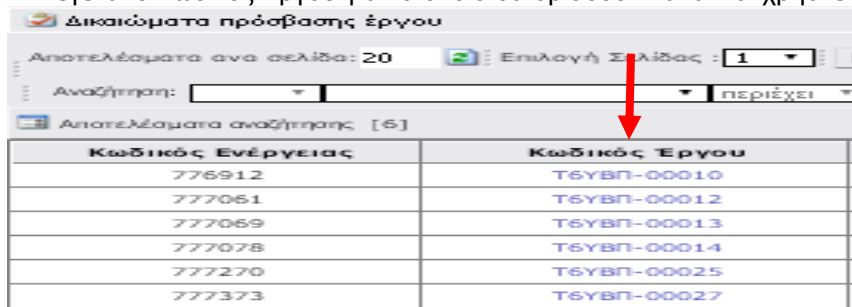 Δικαιώματα πρόσβασης έργου
Αποτελέσματα ανα σελίδα: 20 Επιλογή Σελίδας : 1
Αναζήτηση: περιέχει
Αποτελέσματα αναζήτησης [6]
Κωδικός Ενέργειας Κωδικός Έργου
776912 Τ6ΥΒΠ-00010
777061 Τ6ΥΒΠ-00012
777069 Τ6ΥΒΠ-00013
777078 Τ6ΥΒΠ-00014
777270 Τ6ΥΒΠ-00025
777373 Τ6ΥΒΠ-00027